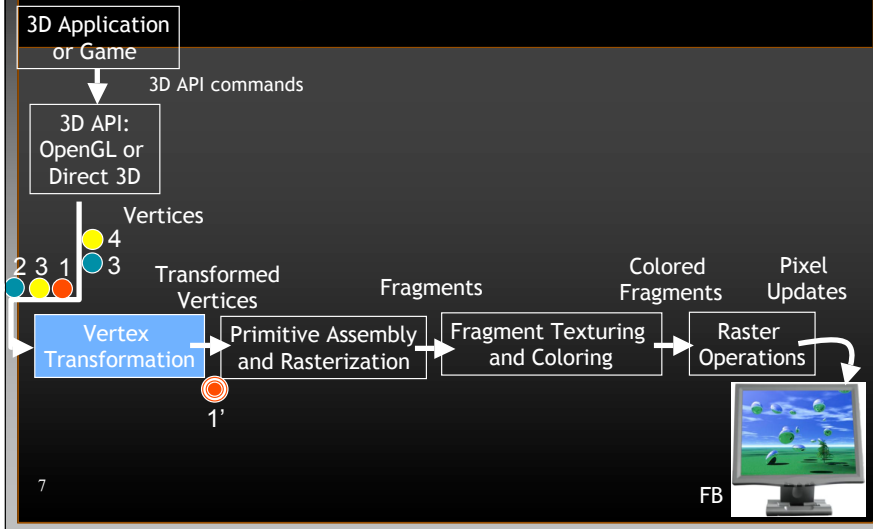 3D Application
or Game
3D API commands
3D API:
OpenGL or
Direct 3D
Vertices
4
3
2 3 1
Transformed
Vertices
Fragments
Colored
Fragments
Pixel
Updates
Vertex
Transformation
Primitive Assembly
and Rasterization
Fragment Texturing
and Coloring
Raster
Operations
1’
7
FB